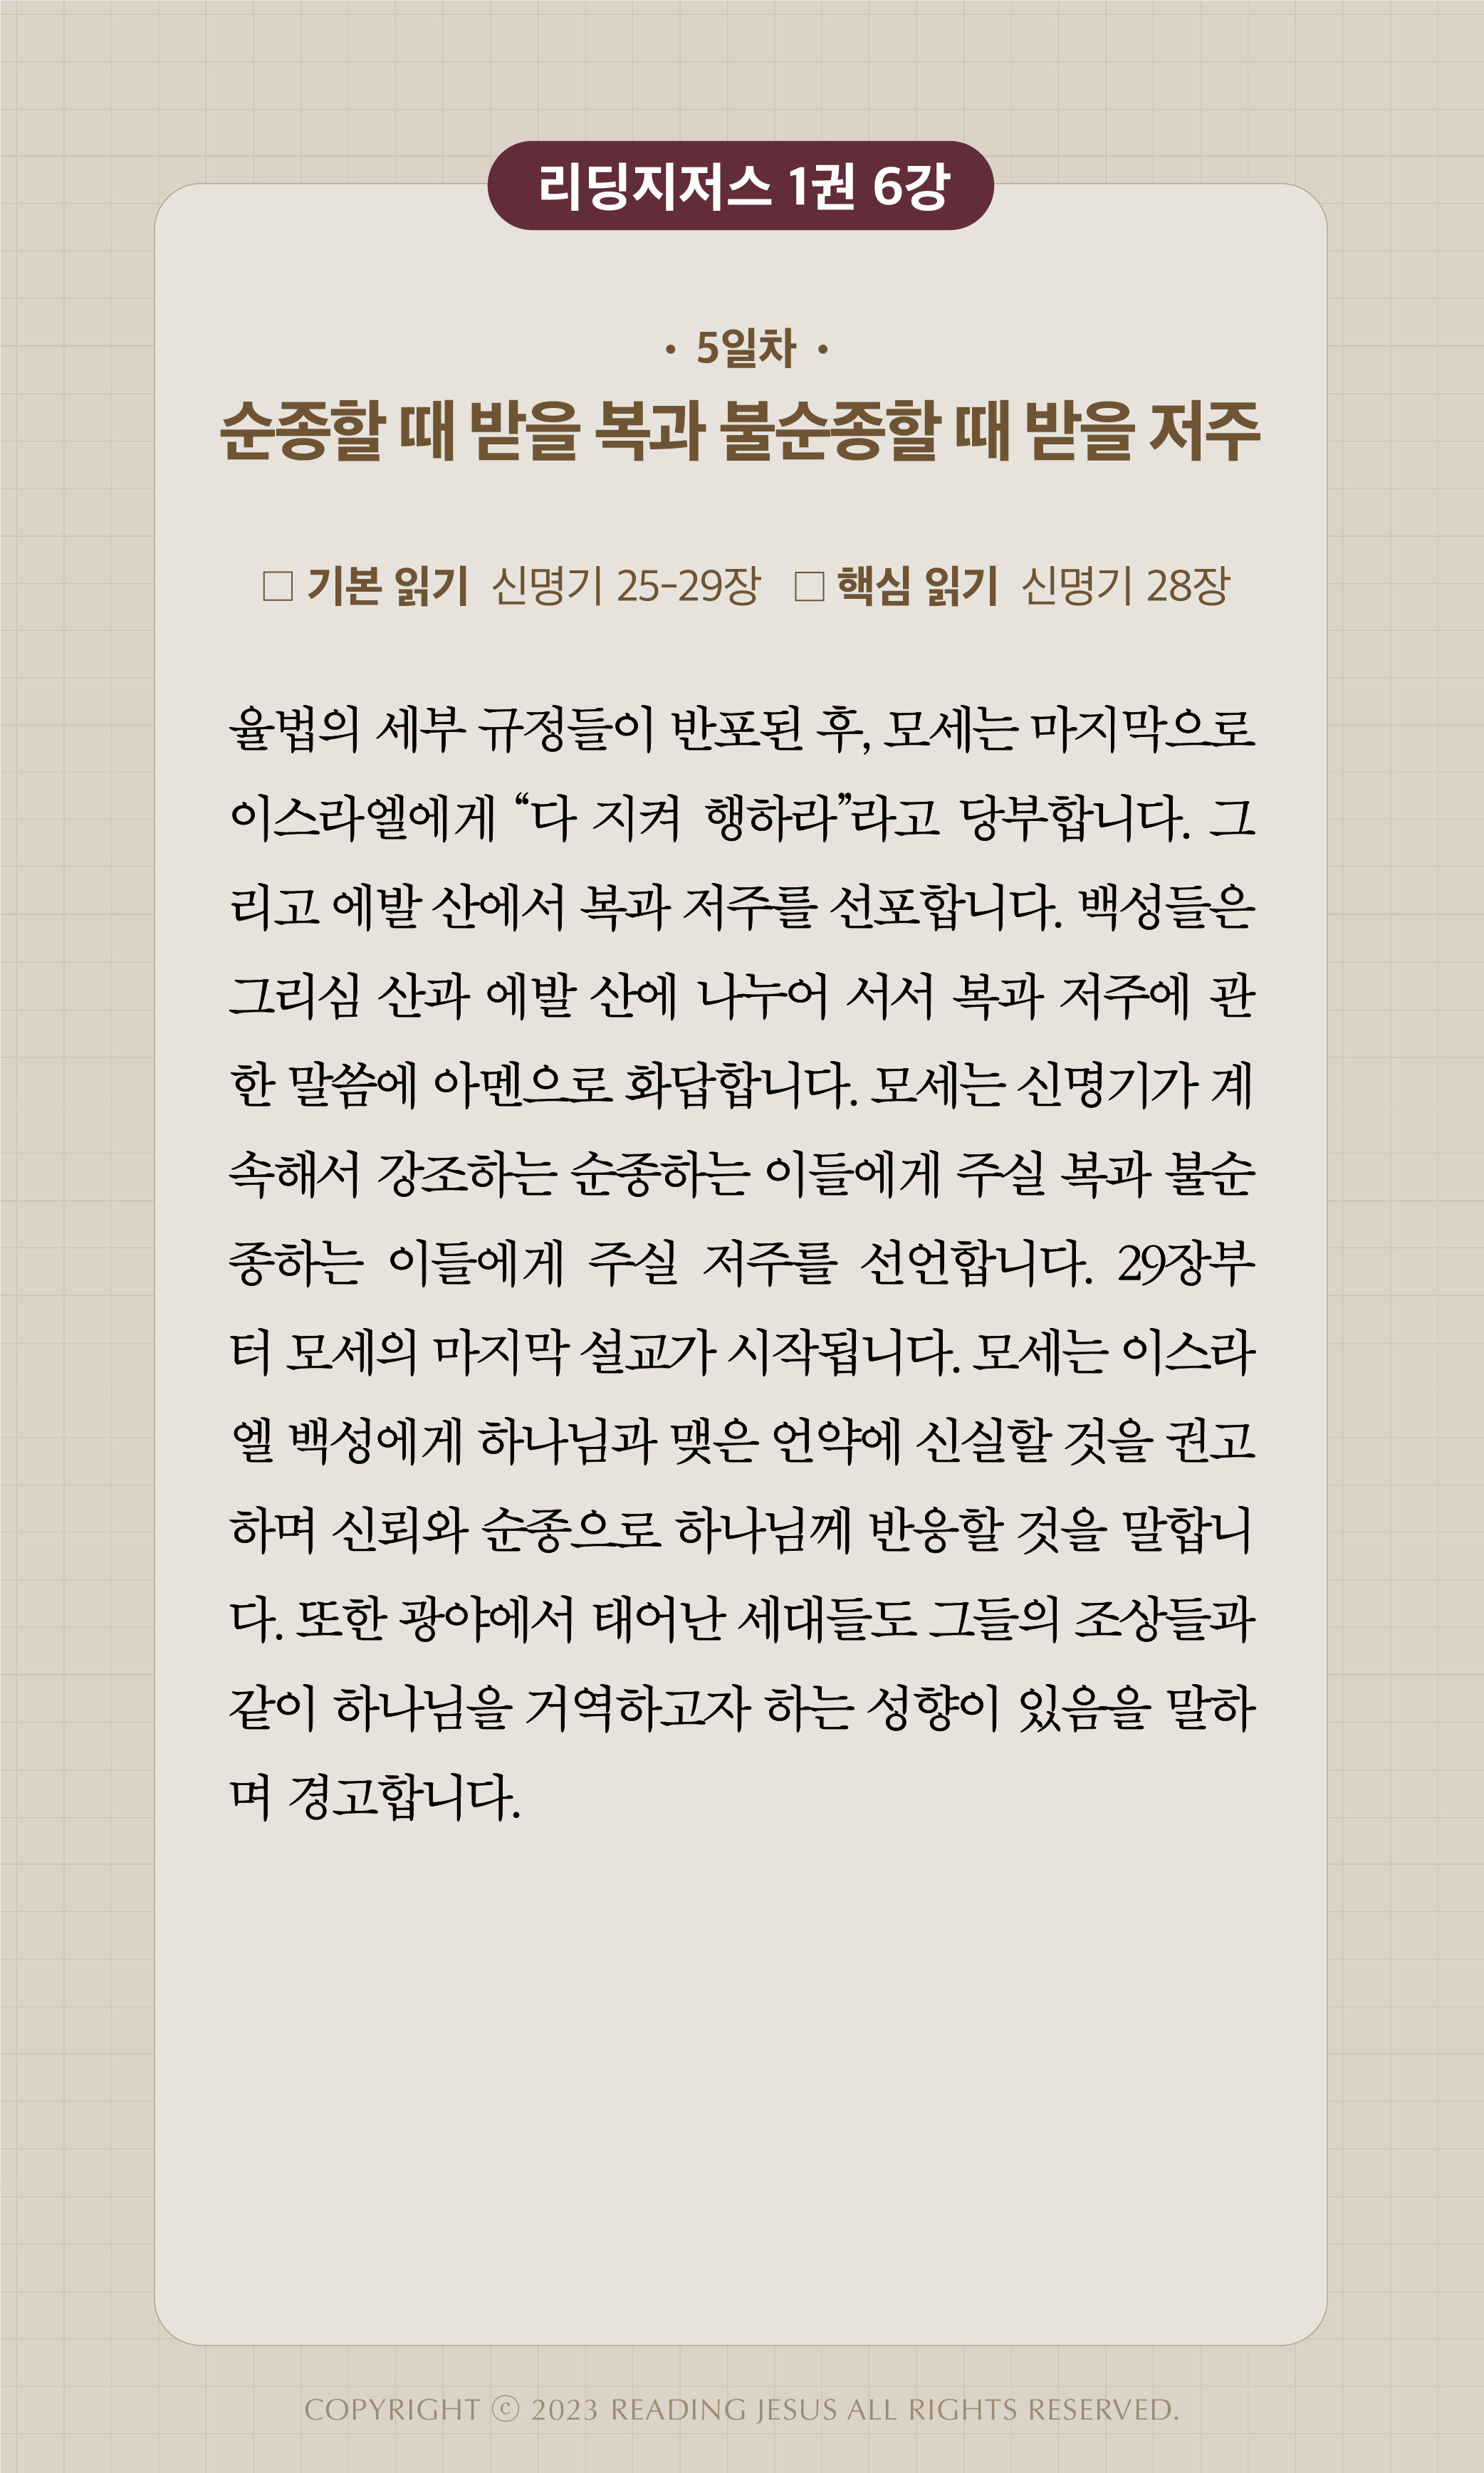 리딩지저스 1권 6강
· 5일차 ·
순종할 때 받을 복과 불순종할 때 받을 저주
□ 기본 읽기 신명기 25-29장 □ 핵심 읽기 신명기 28장
율법의 세부 규정들이 반포된 후, 모세는 마지막으로
이스라엘에게 “다 지켜 행하라”라고 당부합니다. 그
리고 에발 산에서 복과 저주를 선포합니다. 백성들은
그리심 산과 에발 산에 나누어 서서 복과 저주에 관
한 말씀에 아멘으로 화답합니다. 모세는 신명기가 계
속해서 강조하는 순종하는 이들에게 주실 복과 불순
종하는 이들에게 주실 저주를 선언합니다. 29장부
터 모세의 마지막 설교가 시작됩니다. 모세는 이스라
엘 백성에게 하나님과 맺은 언약에 신실할 것을 권고
하며 신뢰와 순종으로 하나님께 반응할 것을 말합니
다. 또한 광야에서 태어난 세대들도 그들의 조상들과
같이 하나님을 거역하고자 하는 성향이 있음을 말하
며 경고합니다.
COPYRIGHT ⓒ 2023 READING JESUS ALL RIGHTS RESERVED.